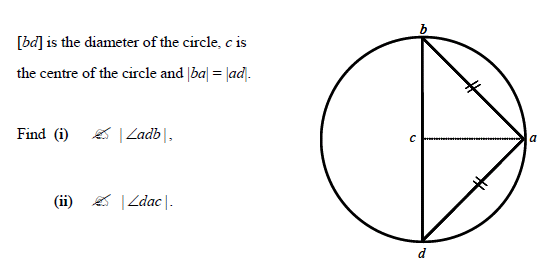 [bd] is the diameter of the circle, c is
the centre of the circle and |ba| = |ad|.
Find (i) ✍ | ∠adb |,
(ii) ✍ | ∠dac |.
b
c
a
d